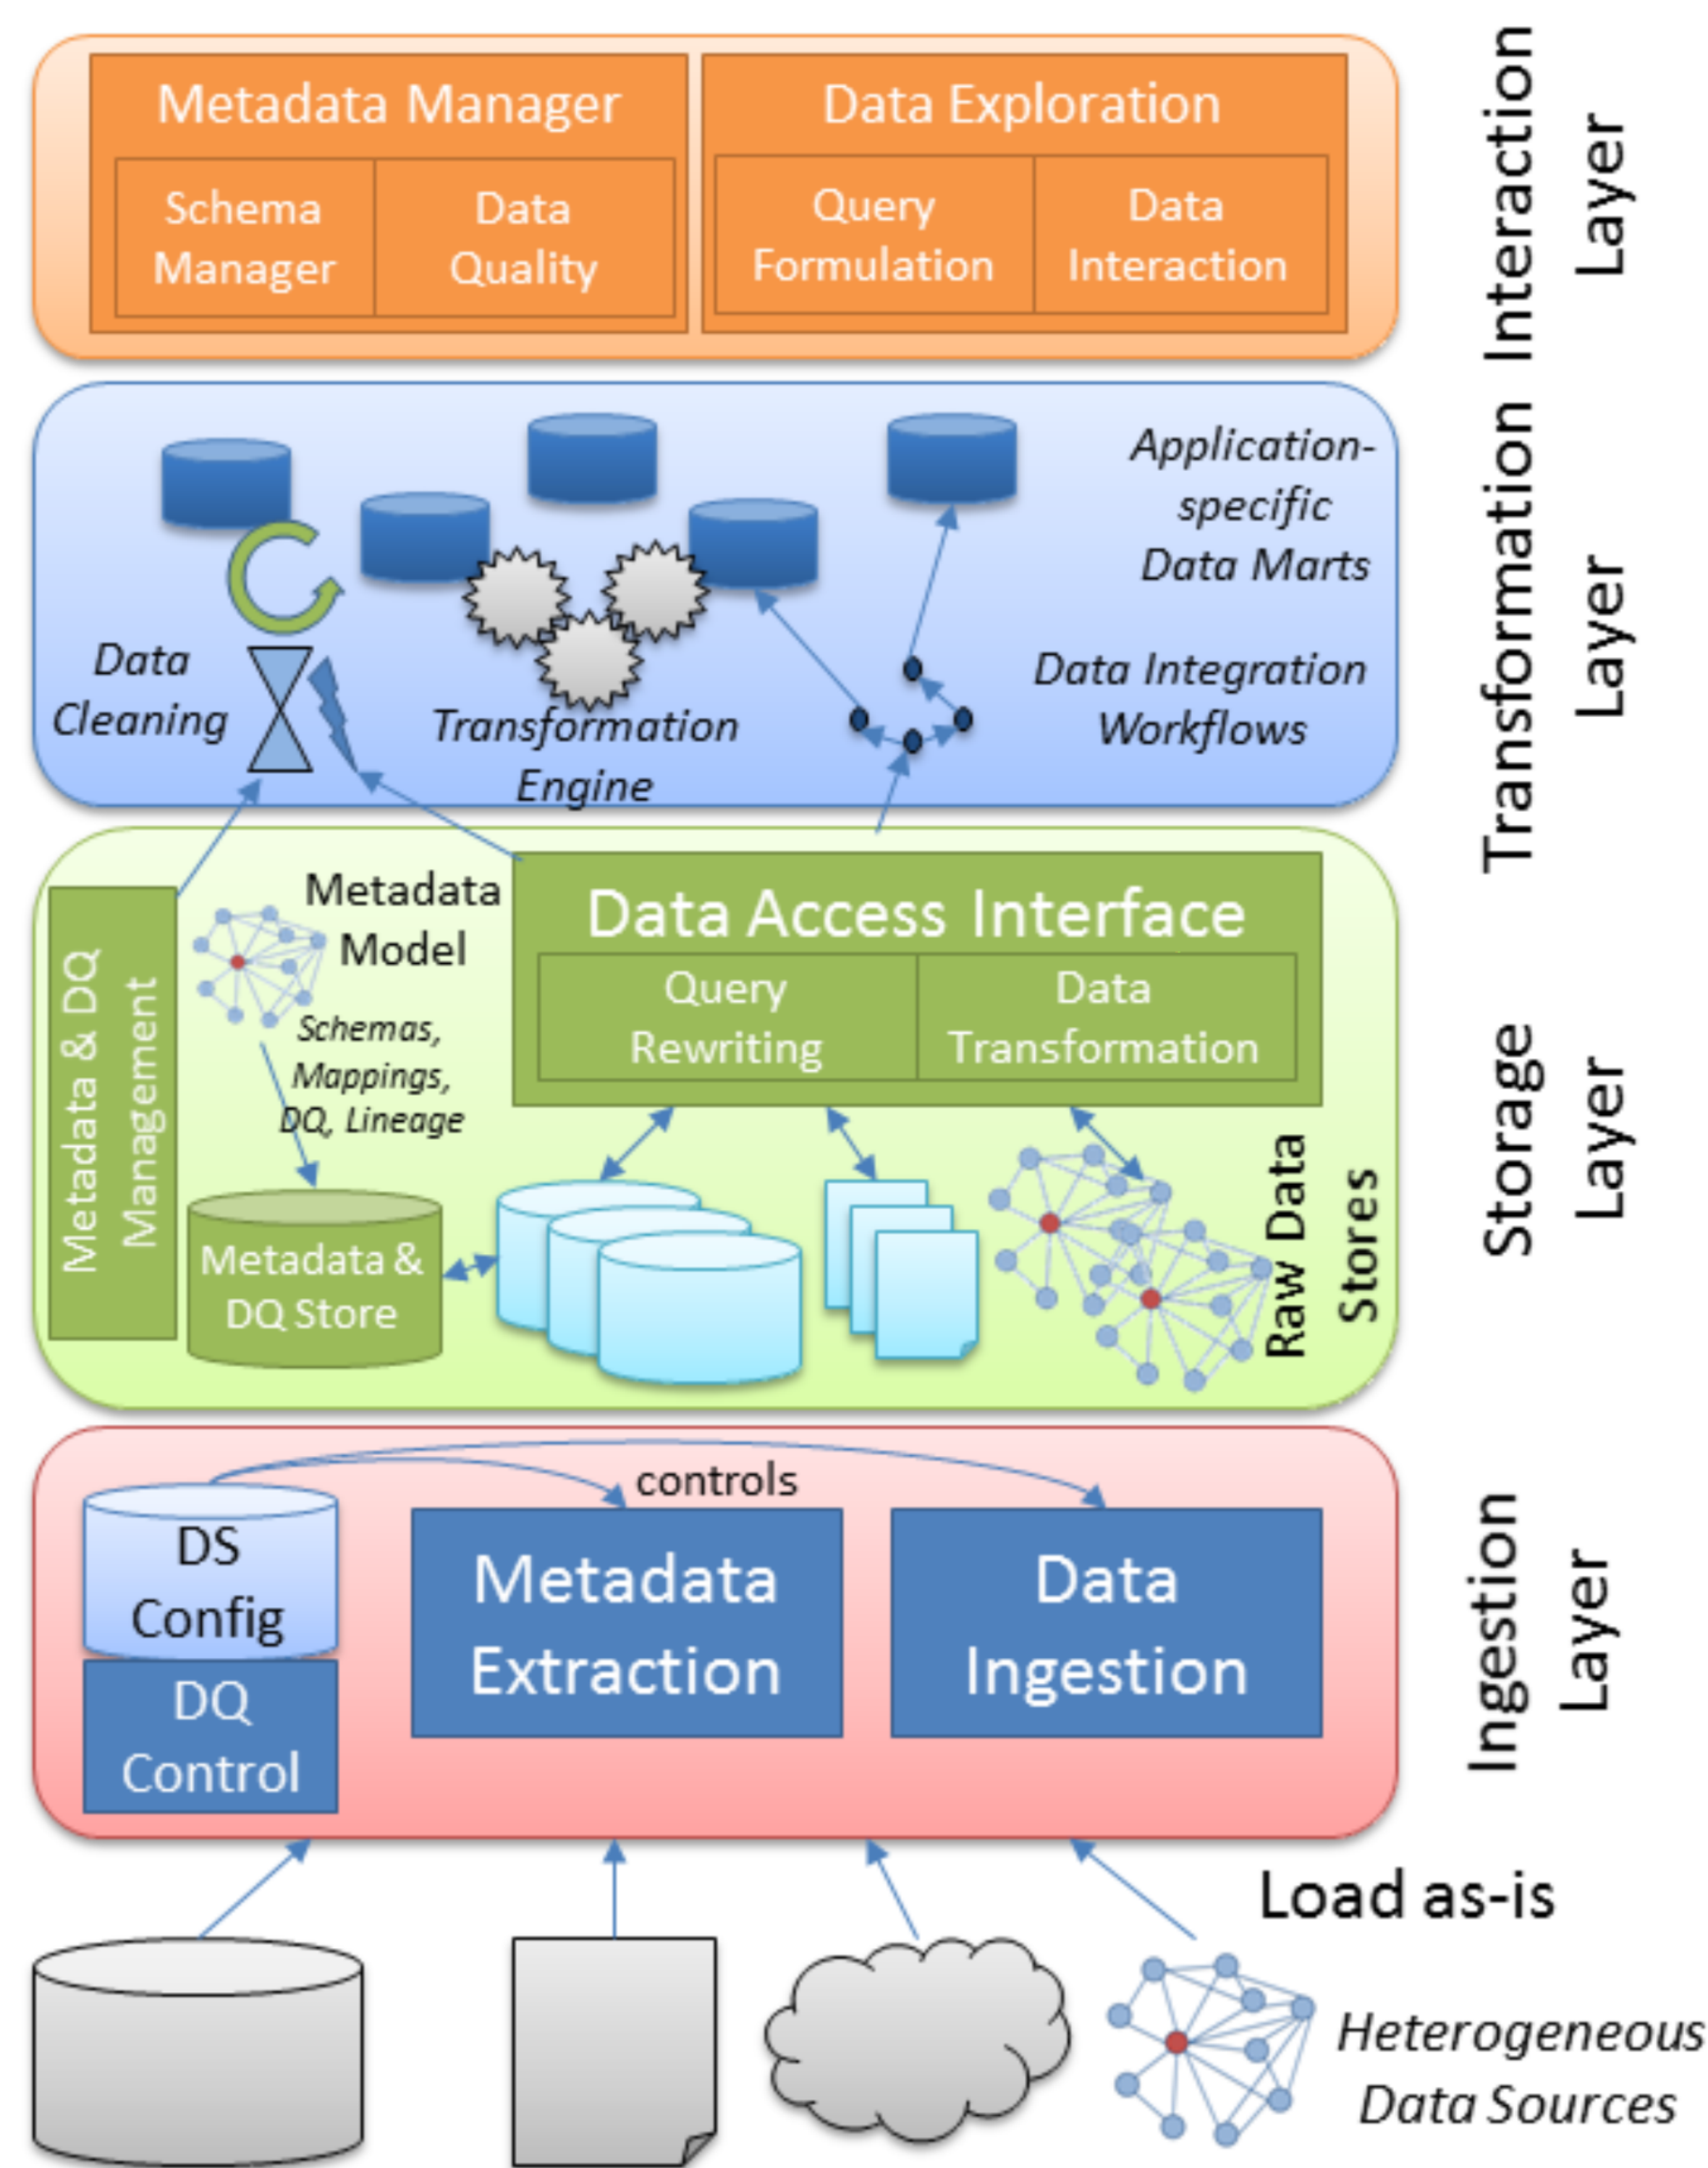 Metadata Manager
Schema
Manager
Data
Quality
Data Exploration
Query
Formulation
Data
Interaction
Interaction
Layer
Application-
specific
Data Marts
Data
Cleaning
Transformation
Engine
Data Integration
Workflows
Transformation
Layer
Metadata & DQ
Management
Metadata
Model
Schemas,
Mappings,
DQ, Lineage
Metadata &
DQ Store
Data Access Interface
Query
Rewriting
Data
Transformation
Raw Data
Stores
Storage
Layer
controls
DS
Config
DQ
Control
Metadata
Extraction
Data
Ingestion
Ingestion
Layer
Load as-is
Heterogeneous
Data Sources